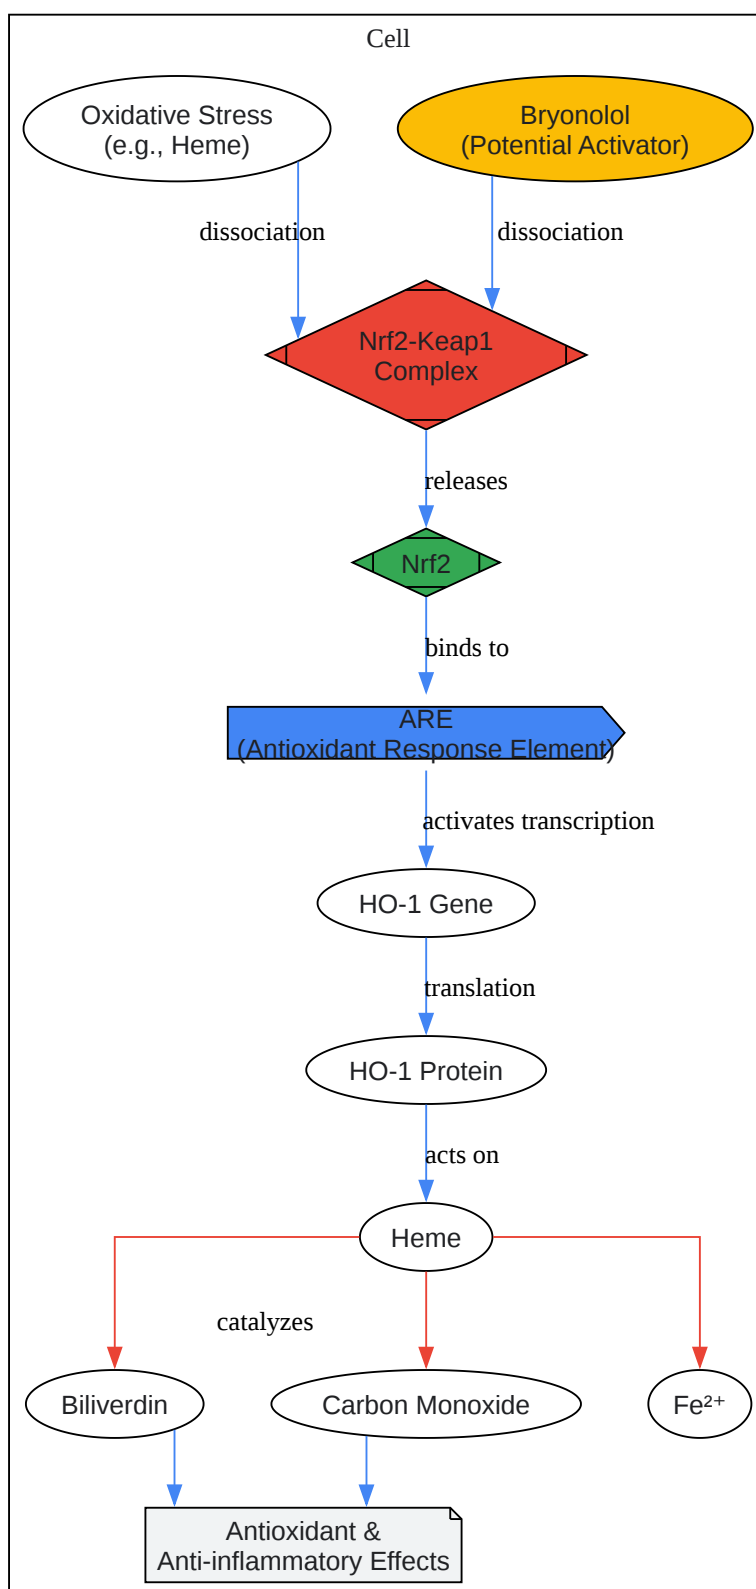 Cell
Oxidative Stress
(e.g., Heme)
Bryonolol
(Potential Activator)
dissociation
dissociation
Nrf2-Keap1
Complex
releases
Nrf2
binds to
ARE
(Antioxidant Response Element)
activates transcription
HO-1 Gene
translation
HO-1 Protein
acts on
Heme
catalyzes
Biliverdin
Carbon Monoxide
Fe²⁺
Antioxidant &
Anti-inflammatory Effects